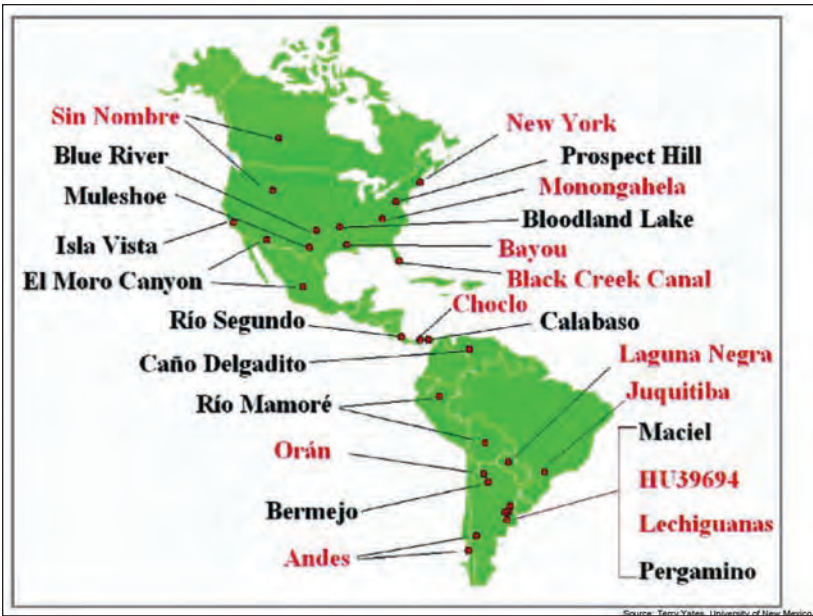 Sin Nombre
New York
Blue River
Prospect Hill
Muleshoe
Monongahela
Bloodland Lake
Isla Vista
Bayou
El Moro Canyon
Black Creek Canal
Choclo
Río Segundo
Calabaso
Caño Delgadito
Laguna Negra
Juquitiba
Río Mamoré
Maciel
Orán
HU39694
Bermejo
Lechiguanas
Andes
Pergamino
Source: Terry Yates, University of New Mexico